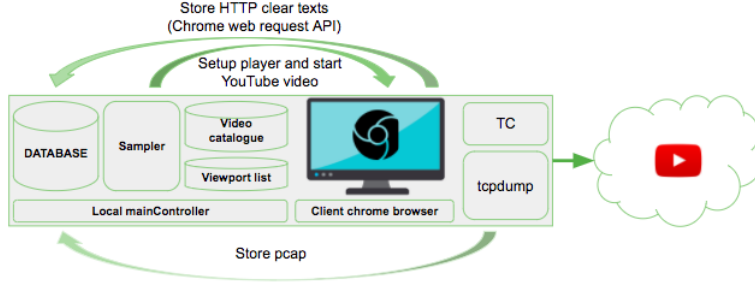 Store HTTP clear texts
(Chrome web request API)
Setup player and start
YouTube video
DATABASE
Sampler
Video
catalogue
Viewport list
TC
tcpdump
Local mainController
Client chrome browser
Store pcap